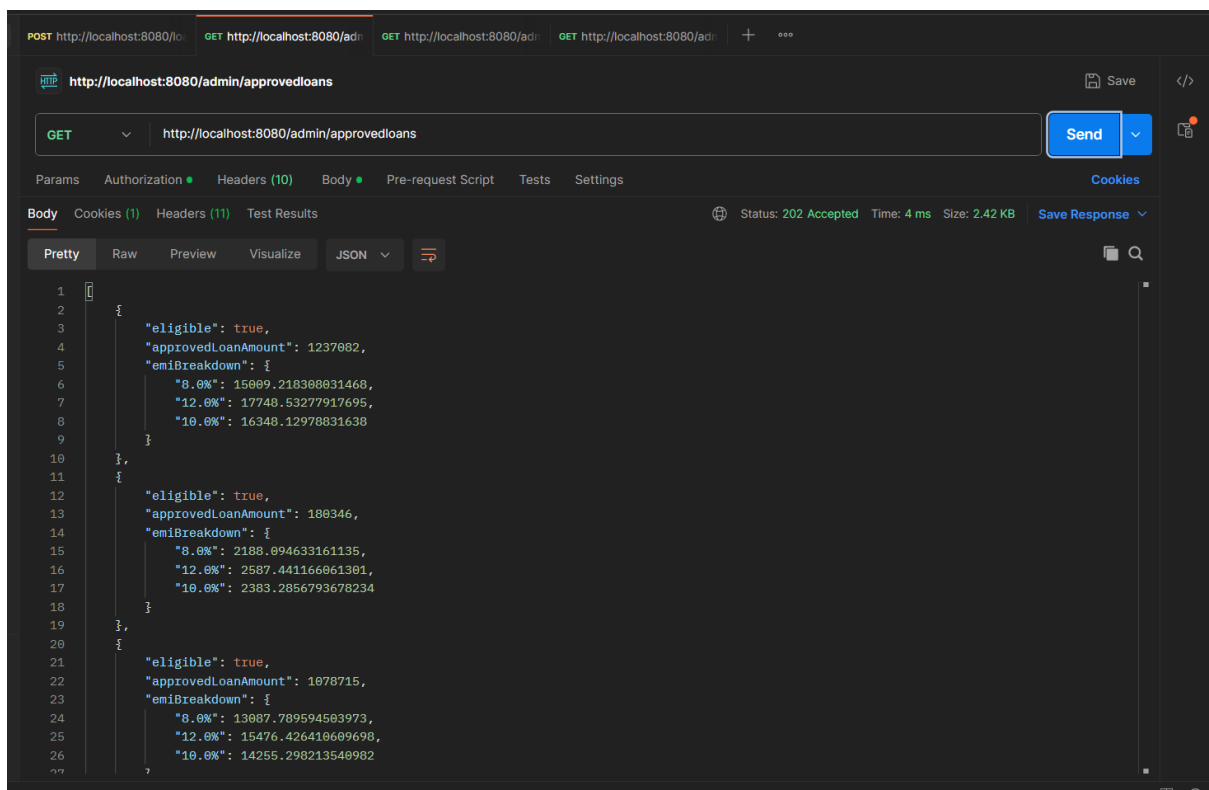 POST http://localhost:8080/loa GET http://localhost:8080/adn GET http://localhost:8080/adn GET http://localhost:8080/adn
HTTP http://localhost:8080/admin/approvedloans Save </>
GET http://localhost:8080/admin/approvedloans Send
Params Authorization Headers (10) Body Pre-request Script Tests Settings Cookies
Body Cookies (1) Headers (11) Test Results Status: 202 Accepted Time: 4 ms Size: 2.42 KB Save Response
Pretty Raw Preview Visualize JSON
1 [
2 {
3 "eligible": true,
4 "approvedLoanAmount": 1237082,
5 "emiBreakdown": {
6 "8.0%": 15009.218308031468,
7 "12.0%": 17748.53277917695,
8 "10.0%": 16348.12978831638
9 }
10 },
11 {
12 "eligible": true,
13 "approvedLoanAmount": 180346,
14 "emiBreakdown": {
15 "8.0%": 2188.094633161135,
16 "12.0%": 2587.441166061301,
17 "10.0%": 2383.2856793678234
18 }
19 },
20 {
21 "eligible": true,
22 "approvedLoanAmount": 1078715,
23 "emiBreakdown": {
24 "8.0%": 13087.789594503973,
25 "12.0%": 15476.426410609698,
26 "10.0%": 14255.298213540982
27 }